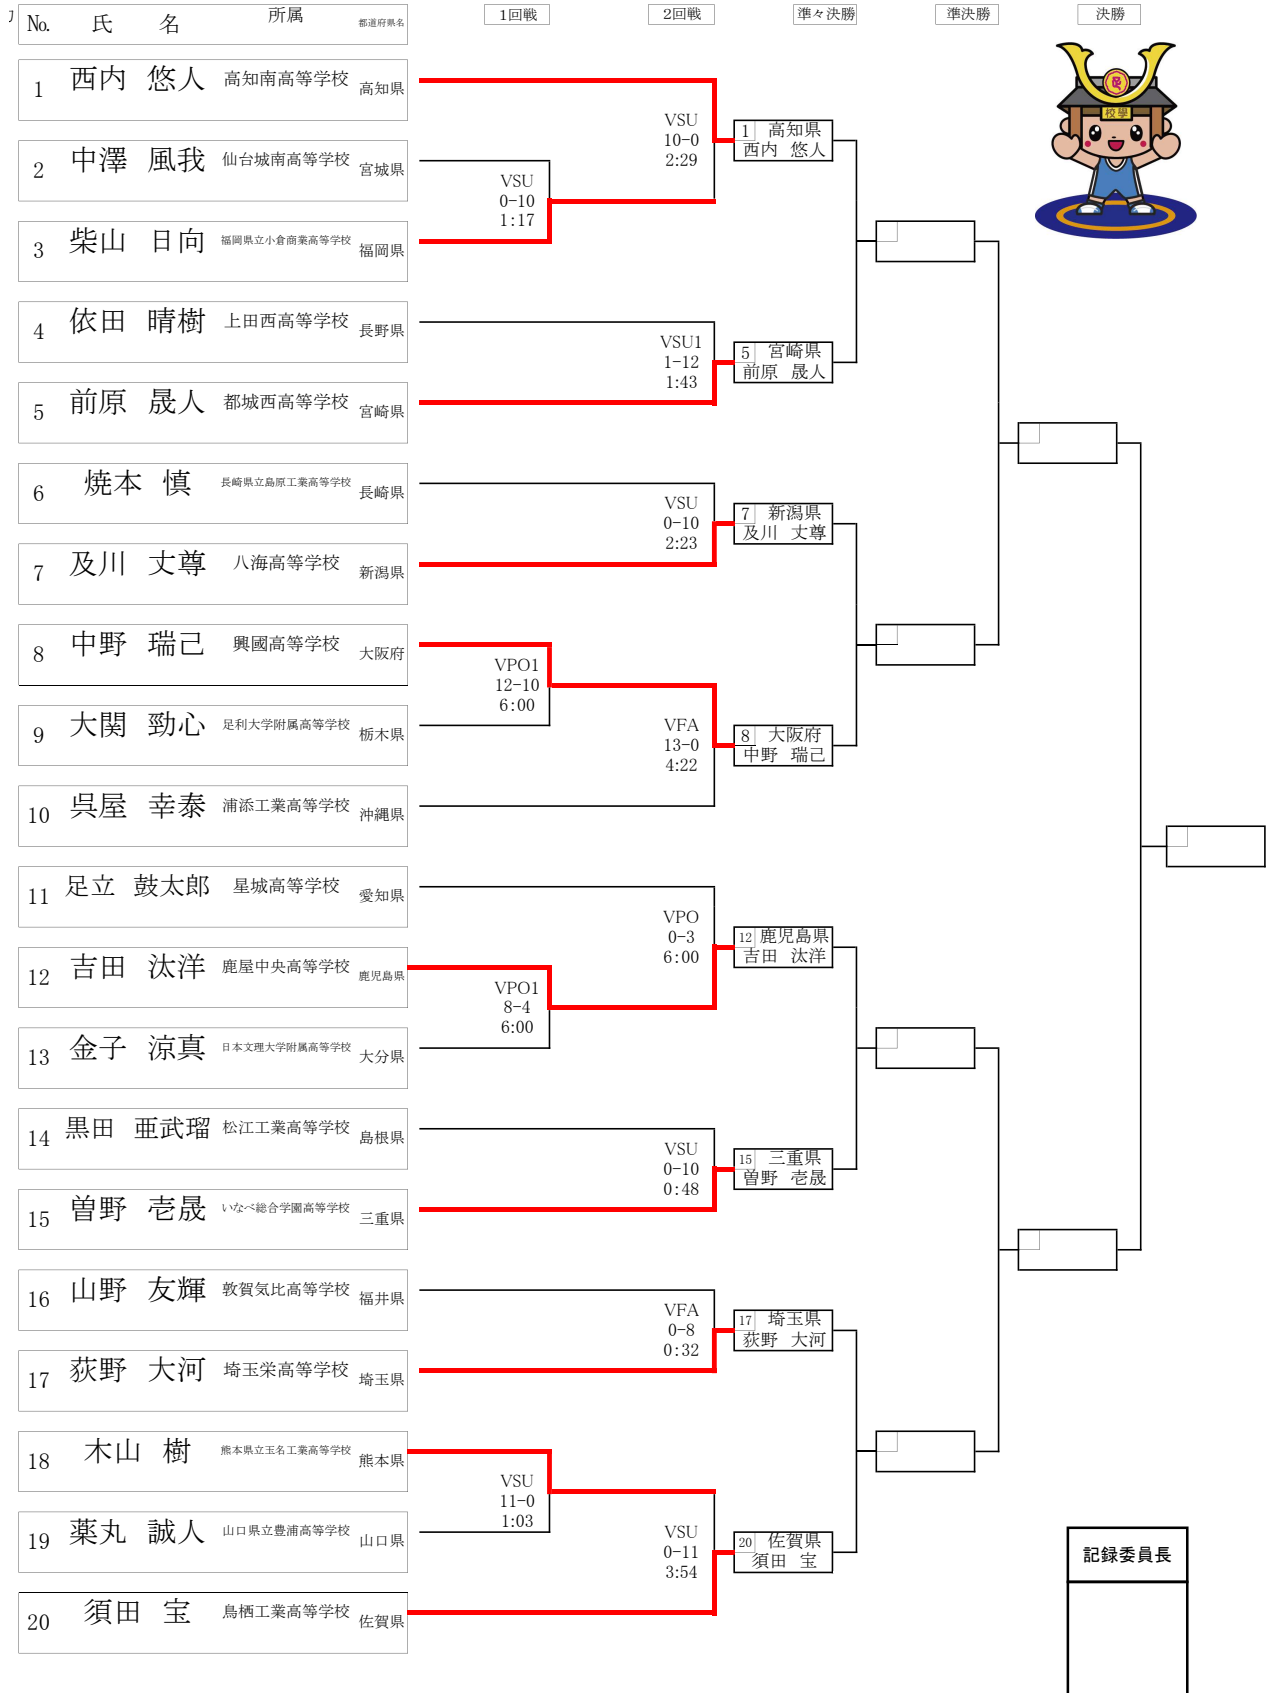 No. 氏 名 所属 都道府県名 1回戦 2回戦 準々決勝 準決勝 決勝
1 西内 悠人 高知南高等学校 高知県
2 中澤 風我 仙台城南高等学校 宮城県
3 柴山 日向 福岡県立小倉商業高等学校 福岡県
4 依田 晴樹 上田西高等学校 長野県
5 前原 晟人 都城西高等学校 宮崎県
6 焼本 慎 長崎県立島原工業高等学校 長崎県
7 及川 丈尊 八海高等学校 新潟県
8 中野 瑞己 興國高等学校 大阪府
9 大関 勁心 足利大学附属高等学校 栃木県
10 呉屋 幸泰 浦添工業高等学校 沖縄県
11 足立 鼓太郎 星城高等学校 愛知県
12 吉田 汰洋 鹿屋中央高等学校 鹿児島県
13 金子 涼真 日本文理大学附属高等学校 大分県
14 黒田 亜武瑠 松江工業高等学校 島根県
15 曽野 壱晟 いなべ総合学園高等学校 三重県
16 山野 友輝 敦賀気比高等学校 福井県
17 荻野 大河 埼玉栄高等学校 埼玉県
18 木山 樹 熊本県立玉名工業高等学校 熊本県
19 薬丸 誠人 山口県立豊浦高等学校 山口県
20 須田 宝 鳥栖工業高等学校 佐賀県
VSU
0-10
1:17
VPO1
12-10
6:00
VPO1
8-4
6:00
VSU
11-0
1:03
VSU
10-0
2:29
VSU1
1-12
1:43
VSU
0-10
2:23
VFA
13-0
4:22
VPO
0-3
6:00
VSU
0-10
0:48
VFA
0-8
0:32
VSU
0-11
3:54
1 高知県
西内 悠人
5 宮崎県
前原 晟人
7 新潟県
及川 丈尊
8 大阪府
中野 瑞己
12 鹿児島県
吉田 汰洋
15 三重県
曽野 壱晟
17 埼玉県
荻野 大河
20 佐賀県
須田 宝
校學
記録委員長